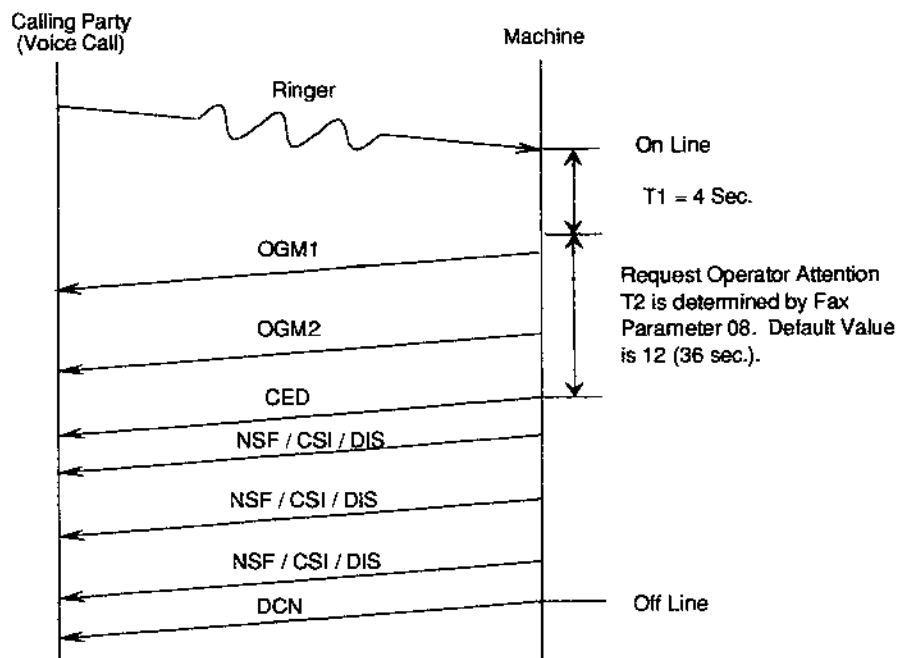 Calling Party
(Voice Call)
Machine
Ringer
On Line
T1 = 4 Sec.
OGM1
Request Operator Attention
T2 is determined by Fax
Parameter 08. Default Value
is 12 (36 sec.).
OGM2
CED
NSF / CSI / DIS
NSF / CSI / DIS
NSF / CSI / DIS
DCN
Off Line